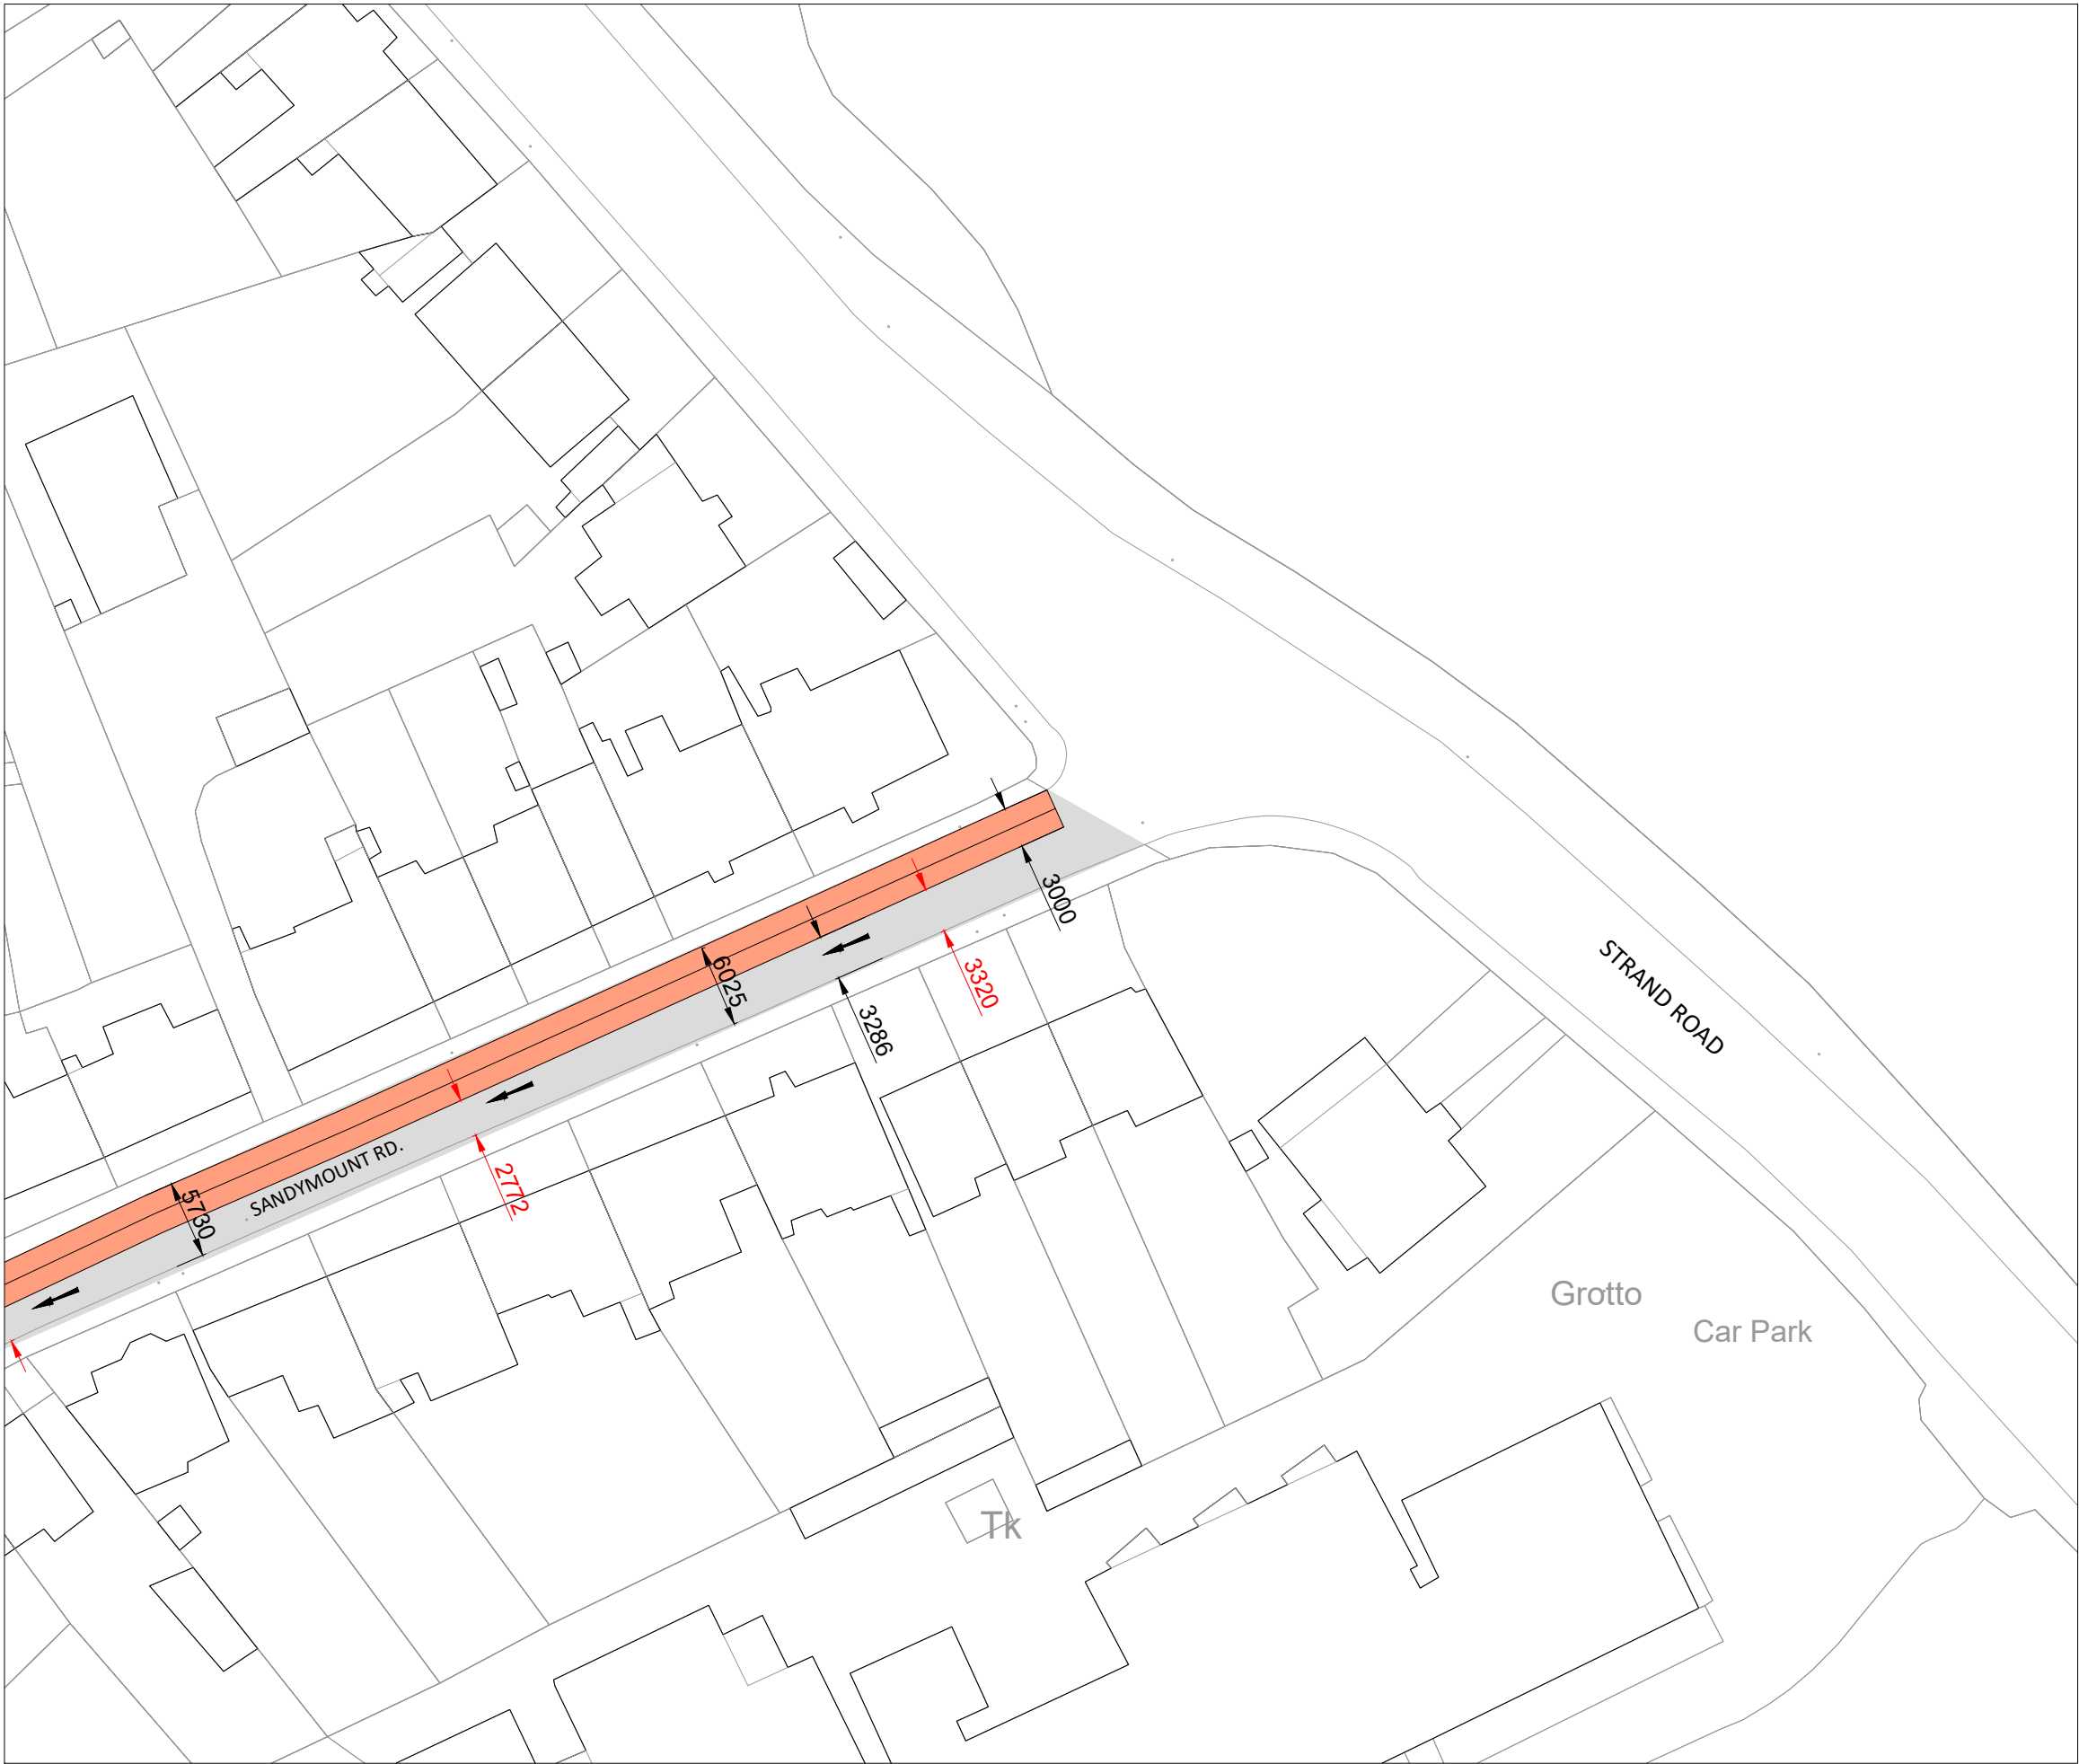 3000
STRAND ROAD
6025
3320
3286
SANDYMOUNT RD.
2772
5730
Grotto
Car Park
Tk